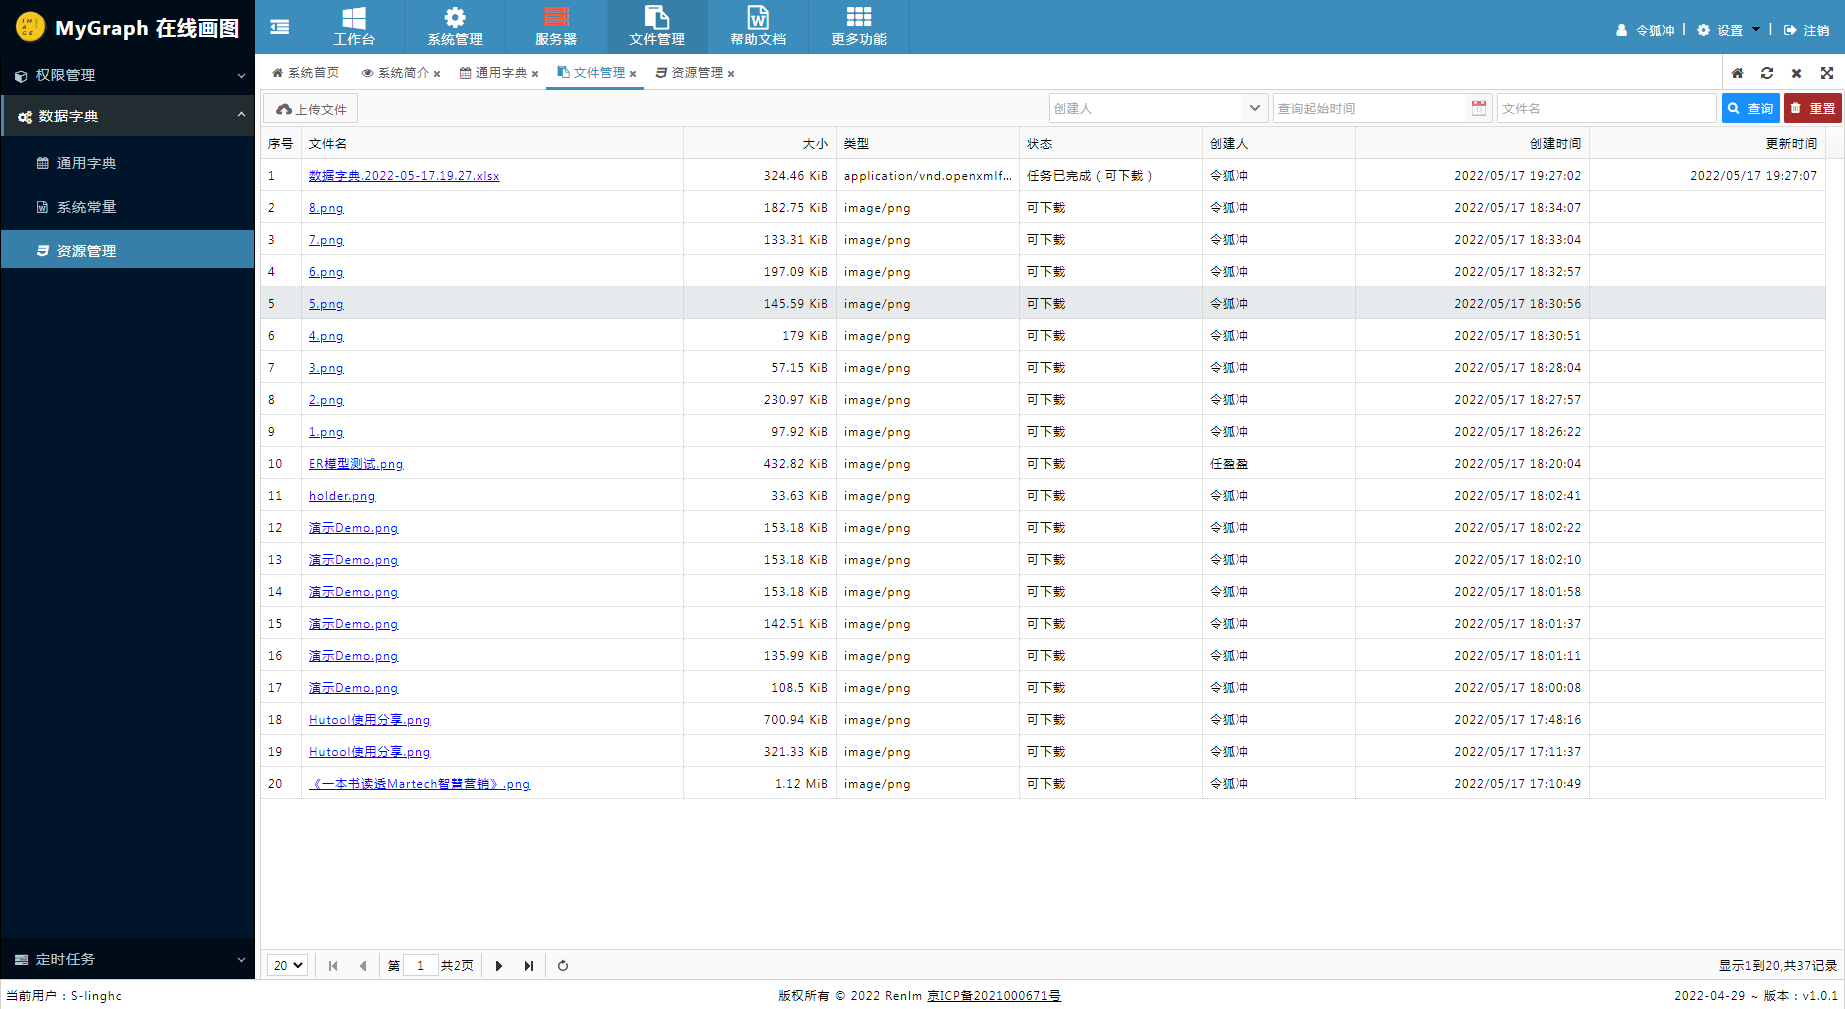 MyGraph 在线画图
工作台
系统管理
服务器
文件管理
帮助文档
更多功能
令狐冲 | 设置 | 注销
权限管理
数据字典
通用字典
系统常量
资源管理
定时任务
系统首页
系统简介
通用字典
文件管理
资源管理
上传文件
创建人
查询起始时间
文件名
查询
重置
序号 文件名 大小 类型 状态 创建人 创建时间 更新时间
1 数据字典.2022-05-17.19.27.xlsx 324.46 KiB application/vnd.openxmlf... 任务已完成（可下载） 令狐冲 2022/05/17 19:27:02 2022/05/17 19:27:07
2 8.png 182.75 KiB image/png 可下载 令狐冲 2022/05/17 18:34:07
3 7.png 133.31 KiB image/png 可下载 令狐冲 2022/05/17 18:33:04
4 6.png 197.09 KiB image/png 可下载 令狐冲 2022/05/17 18:32:57
5 5.png 145.59 KiB image/png 可下载 令狐冲 2022/05/17 18:30:56
6 4.png 179 KiB image/png 可下载 令狐冲 2022/05/17 18:30:51
7 3.png 57.15 KiB image/png 可下载 令狐冲 2022/05/17 18:28:04
8 2.png 230.97 KiB image/png 可下载 令狐冲 2022/05/17 18:27:57
9 1.png 97.92 KiB image/png 可下载 令狐冲 2022/05/17 18:26:22
10 ER模型测试.png 432.82 KiB image/png 可下载 任盈盈 2022/05/17 18:20:04
11 holder.png 33.63 KiB image/png 可下载 令狐冲 2022/05/17 18:02:41
12 演示Demo.png 153.18 KiB image/png 可下载 令狐冲 2022/05/17 18:02:22
13 演示Demo.png 153.18 KiB image/png 可下载 令狐冲 2022/05/17 18:02:10
14 演示Demo.png 153.18 KiB image/png 可下载 令狐冲 2022/05/17 18:01:58
15 演示Demo.png 142.51 KiB image/png 可下载 令狐冲 2022/05/17 18:01:37
16 演示Demo.png 135.99 KiB image/png 可下载 令狐冲 2022/05/17 18:01:11
17 演示Demo.png 108.5 KiB image/png 可下载 令狐冲 2022/05/17 18:00:08
18 Hutool使用分享.png 700.94 KiB image/png 可下载 令狐冲 2022/05/17 17:48:16
19 Hutool使用分享.png 321.33 KiB image/png 可下载 令狐冲 2022/05/17 17:11:37
20 《一本书读透Martech智慧营销》.png 1.12 MiB image/png 可下载 令狐冲 2022/05/17 17:10:49
20 第 1 共2页
显示1到20,共37记录
当前用户：S-linghc
版权所有 © 2022 Renlm 京ICP备2021000671号
2022-04-29 ~ 版本：v1.0.1